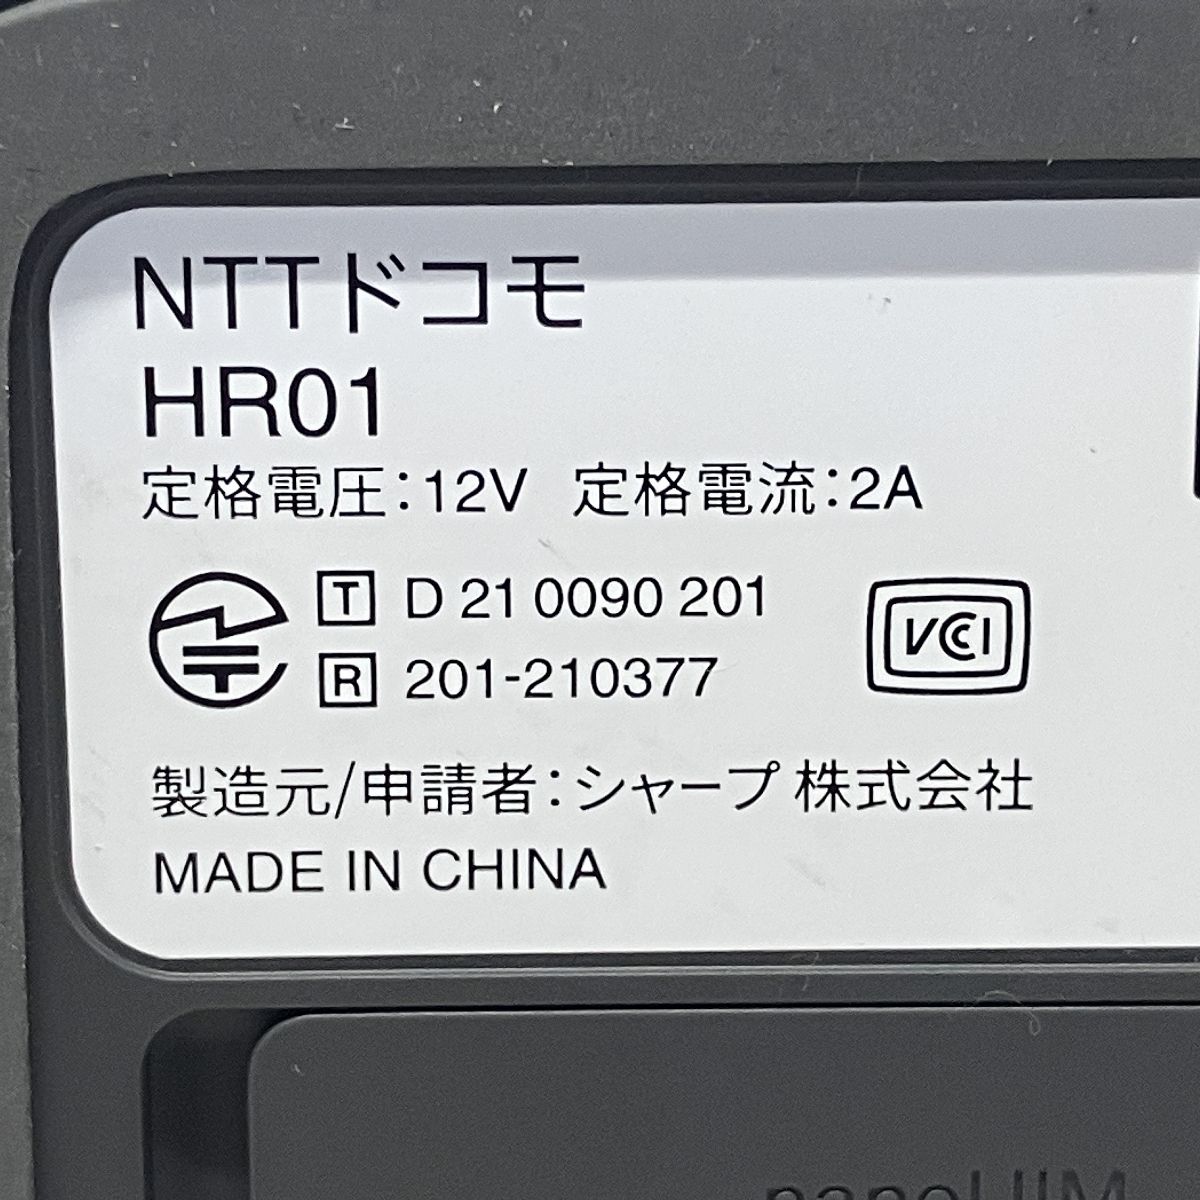 NTTドコモ
HR01
定格電圧：12V 定格電流：2A
T D 21 0090 201
R 201-210377
VCCI
製造元/申請者：シャープ 株式会社
MADE IN CHINA
nanoUIM